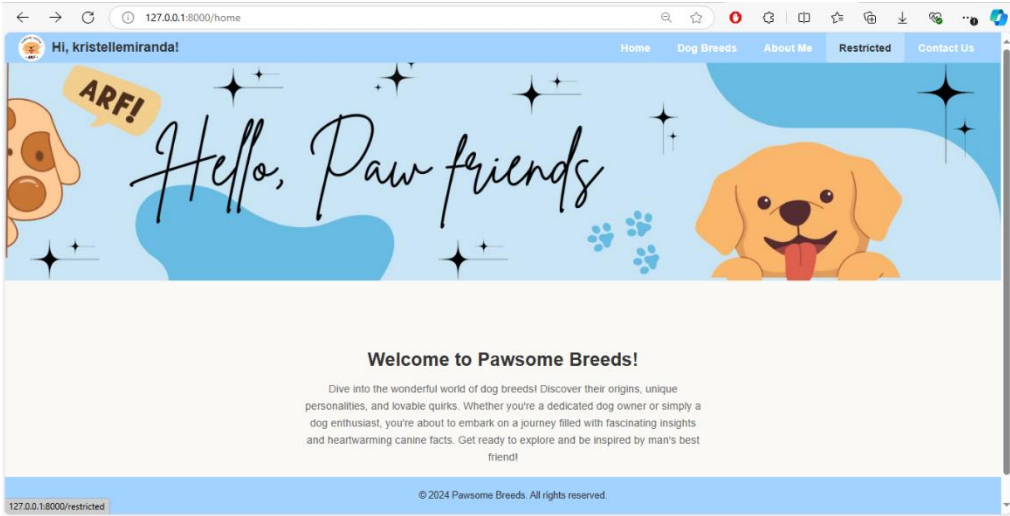 127.0.0.1:8000/home
Hi, kristellemiranda!
Home Dog Breeds About Me Restricted Contact Us
ARF!
Hello, Paw friends
Welcome to Pawsome Breeds!
Dive into the wonderful world of dog breeds! Discover their origins, unique
personalities, and lovable quirks. Whether you're a dedicated dog owner or simply a
dog enthusiast, you're about to embark on a journey filled with fascinating insights
and heartwarming canine facts. Get ready to explore and be inspired by man's best
friend!
© 2024 Pawsome Breeds. All rights reserved.
127.0.0.1:8000/restricted